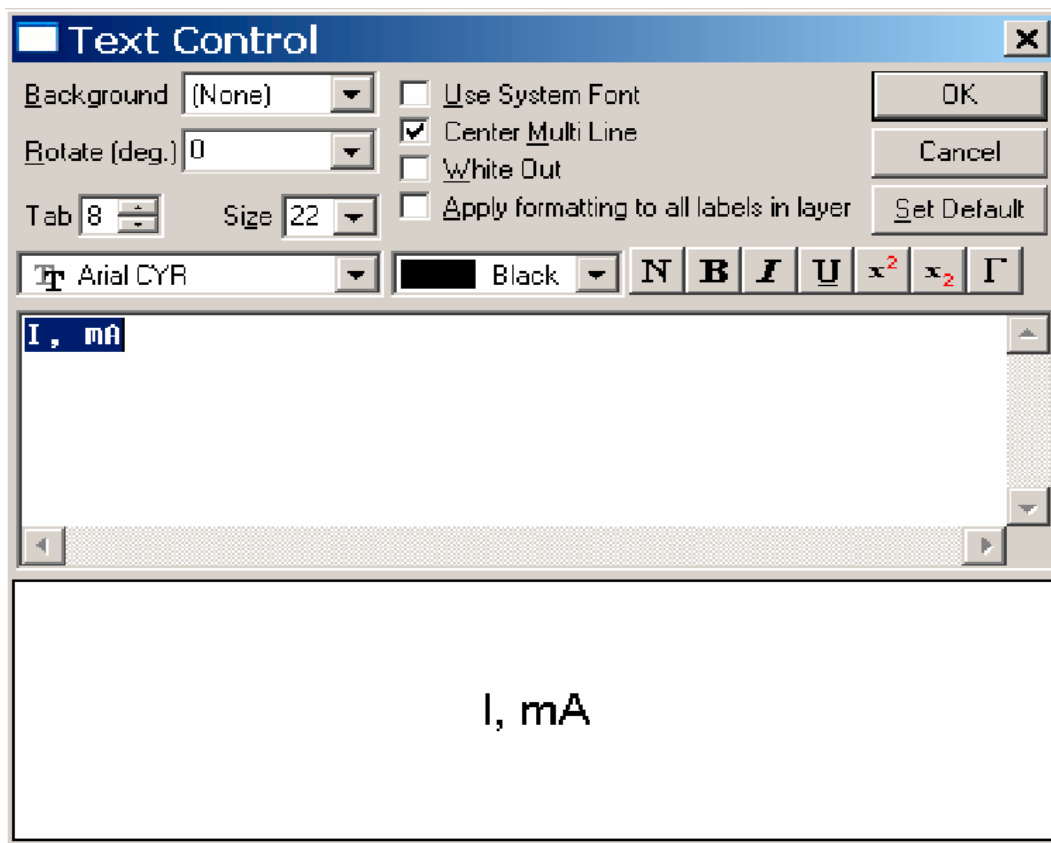 Text Control
Background (None) Use System Font OK
Center Multi Line
Rotate (deg.) 0 Cancel
White Out
Tab 8 Size 22 Apply formatting to all labels in layer Set Default
Arial CYR Black N B I U x² x₂ Γ
I, mA
I, mA